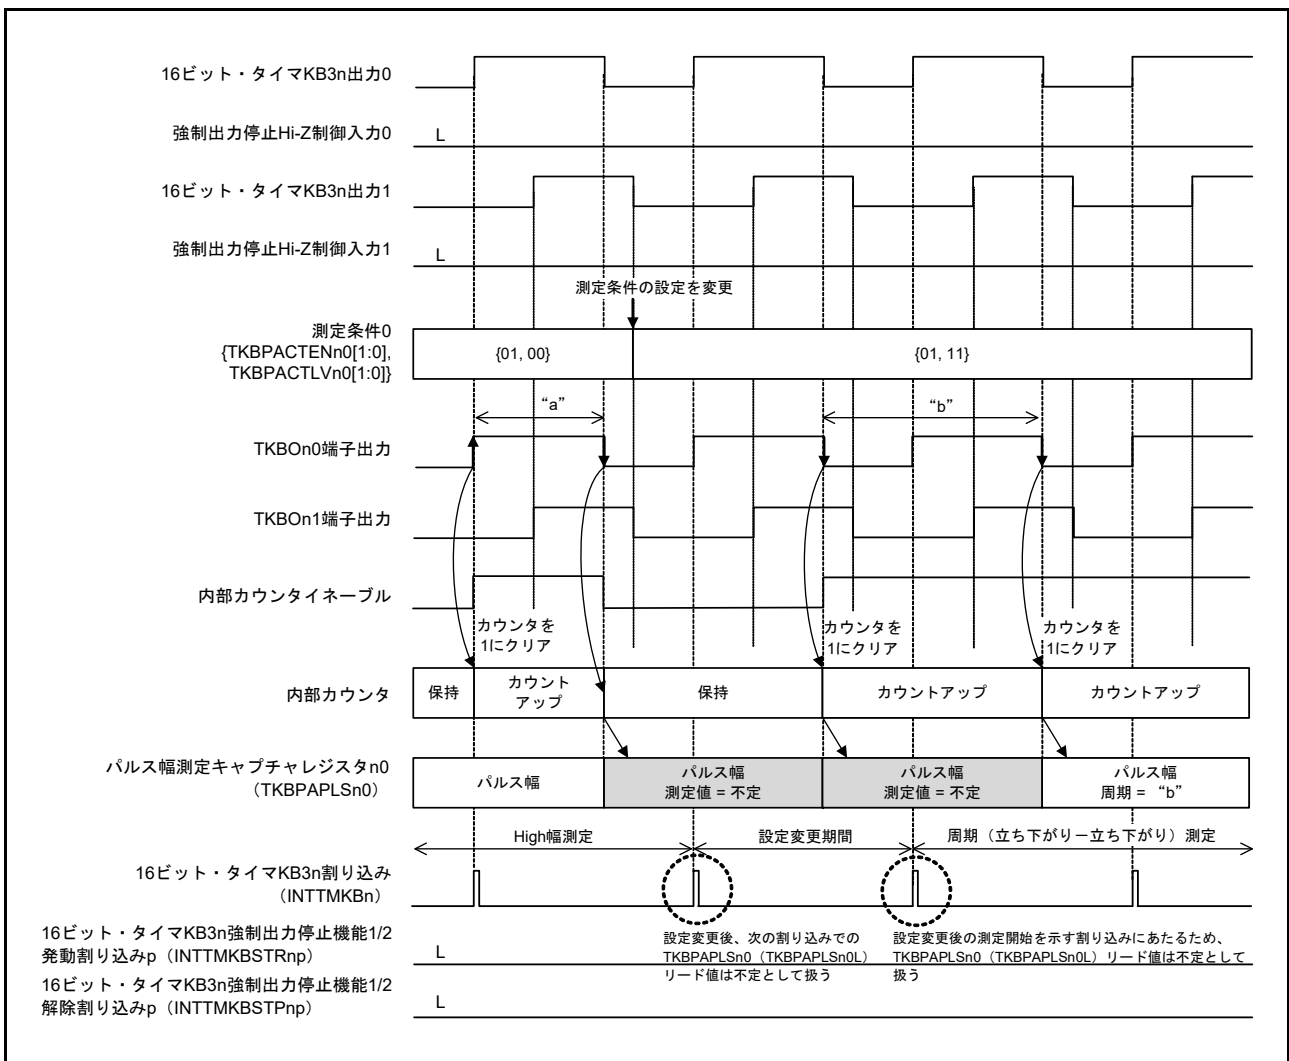 16ビット・タイマKB3n出力0
強制出力停止Hi-Z制御入力0
L
16ビット・タイマKB3n出力1
強制出力停止Hi-Z制御入力1
L
測定条件の設定を変更
測定条件0
{TKBPACTENn0[1:0],
TKBPACTLVn0[1:0]}
{01, 00}
{01, 11}
“a”
“b”
TKBOn0端子出力
TKBOn1端子出力
内部カウンタイネーブル
カウンタを
1にクリア
カウンタを
1にクリア
カウンタを
1にクリア
内部カウンタ
保持
カウント
アップ
保持
カウントアップ
カウントアップ
パルス幅測定キャプチャレジスタn0
（TKBPAPLSn0）
パルス幅
パルス幅
測定値 = 不定
パルス幅
測定値 = 不定
パルス幅
周期 = “b”
High幅測定
設定変更期間
周期（立ち下がりー立ち下がり）測定
16ビット・タイマKB3n割り込み
（INTTMKBn）
設定変更後、次の割り込みでの
TKBPAPLSn0（TKBPAPLSn0L）
リード値は不定として扱う
設定変更後の測定開始を示す割り込みにあたるため、
TKBPAPLSn0（TKBPAPLSn0L）リード値は不定として
扱う
16ビット・タイマKB3n強制出力停止機能1/2
発動割り込みp（INTTMKBSTRnp）
L
16ビット・タイマKB3n強制出力停止機能1/2
解除割り込みp（INTTMKBSTPnp）
L